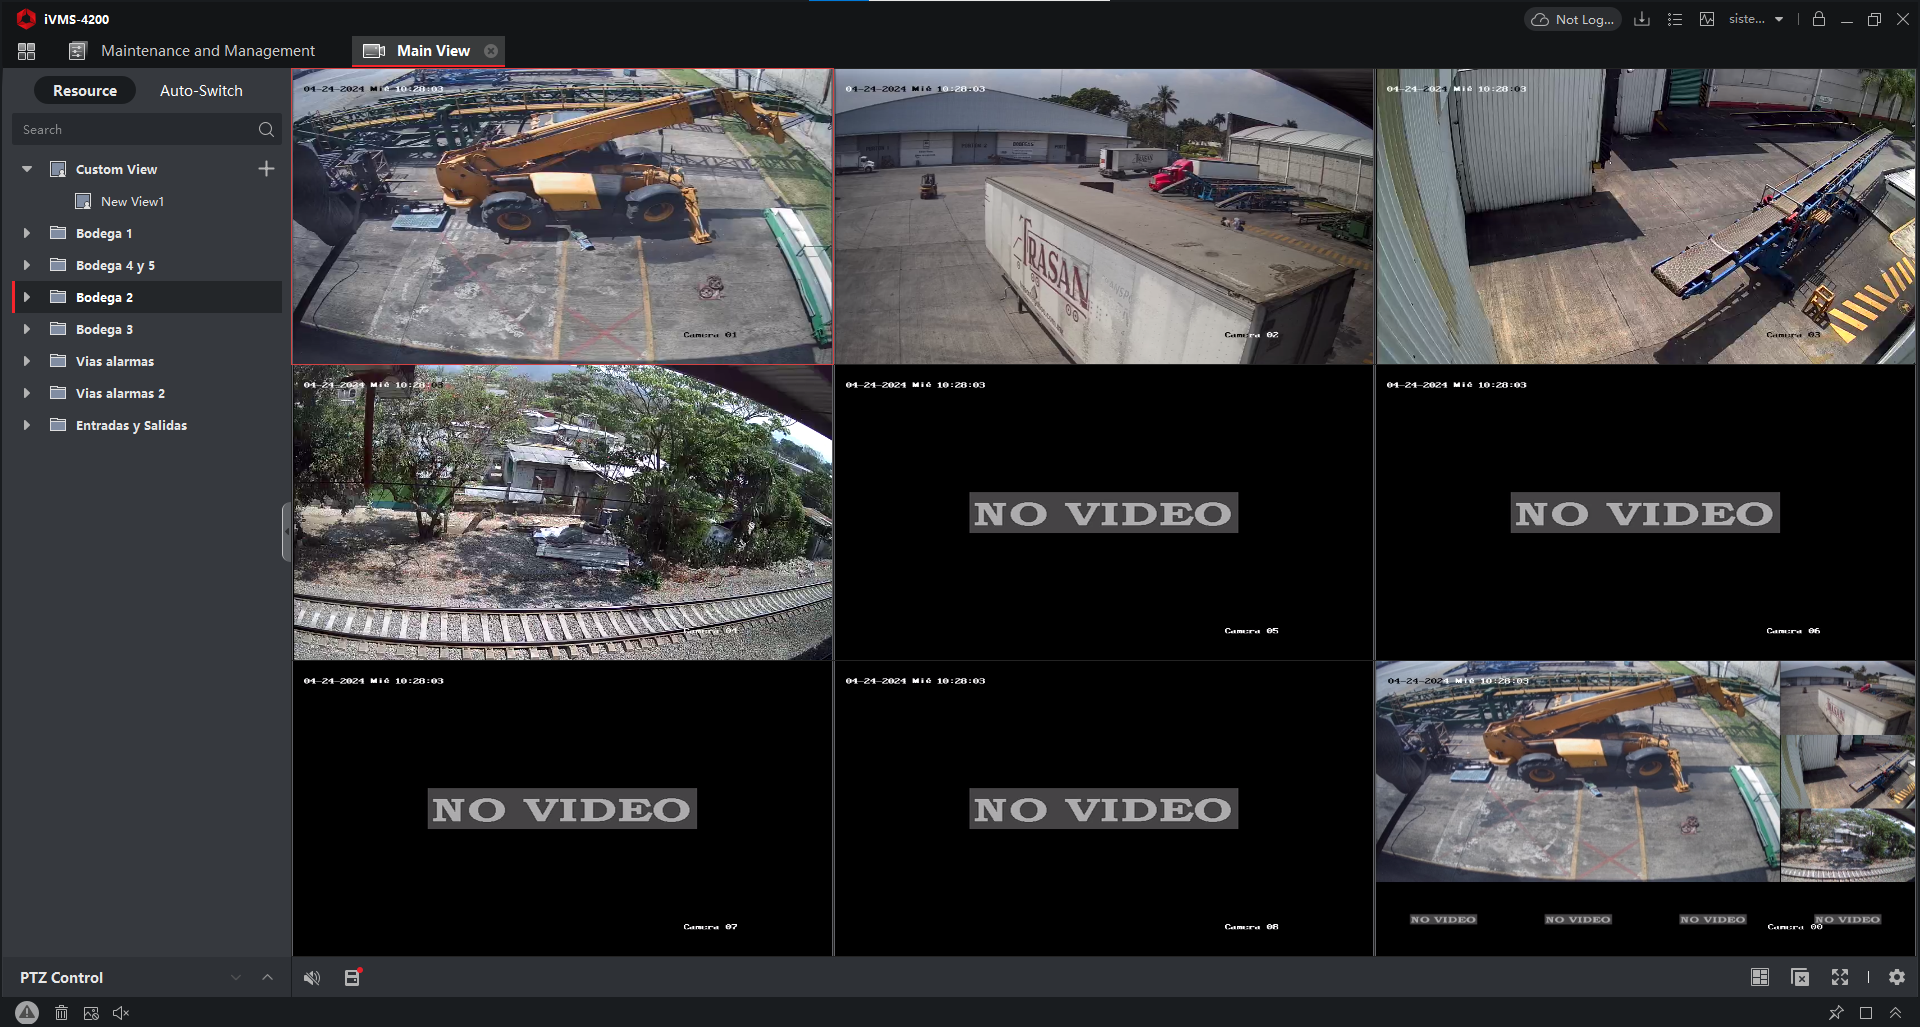 iVMS-4200
Not Log...
siste...
Maintenance and Management
Main View
Resource
Auto-Switch
Search
Custom View
New View1
Bodega 1
Bodega 4 y 5
Bodega 2
Bodega 3
Vias alarmas
Vias alarmas 2
Entradas y Salidas
PTZ Control
04-24-2024 Mié 10:28:03
Camera 01
04-24-2024 Mié 10:28:03
TRASAN
TRASAN
Camera 02
04-24-2024 Mié 10:28:03
Camera 03
04-24-2024 Mié 10:28:03
Camera 04
04-24-2024 Mié 10:28:03
NO VIDEO
Camera 05
04-24-2024 Mié 10:28:03
NO VIDEO
Camera 06
04-24-2024 Mié 10:28:03
NO VIDEO
Camera 07
04-24-2024 Mié 10:28:03
NO VIDEO
Camera 08
04-24-2024 Mié 10:28:03
NO VIDEO NO VIDEO NO VIDEO NO VIDEO
Camera 00